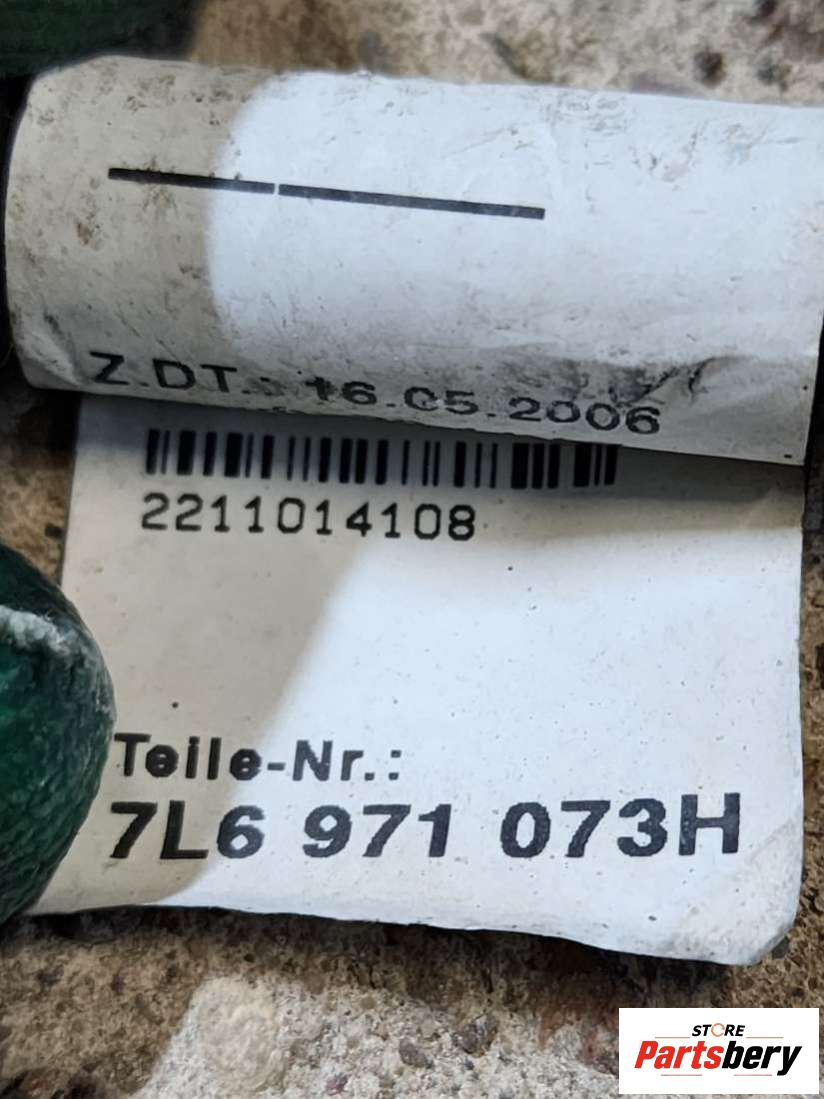 Z.DT.: 16.05.2006
2211014108
Teile-Nr.:
7L6 971 073H
STORE
Partsbery